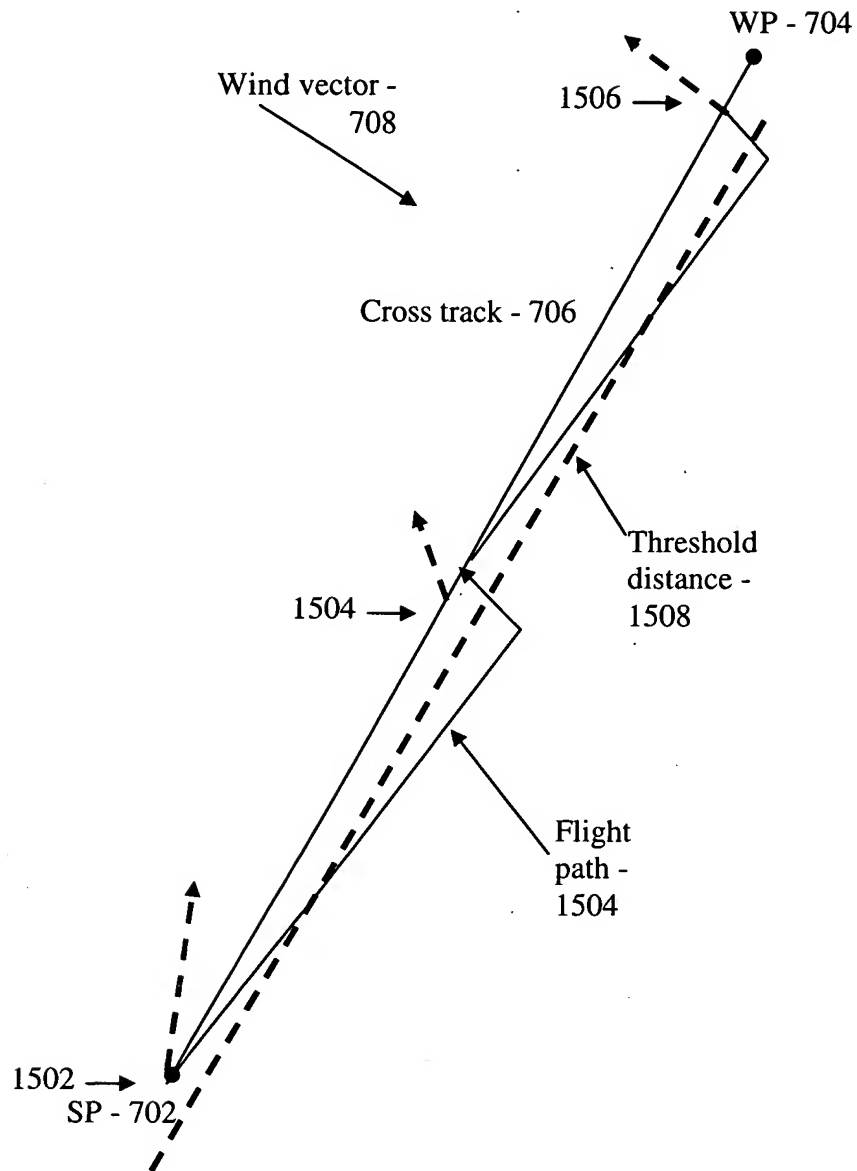 WP - 704
Wind vector -
708
1506
Cross track - 706
Threshold
distance -
1508
1504
Flight
path -
1504
1502
SP - 702